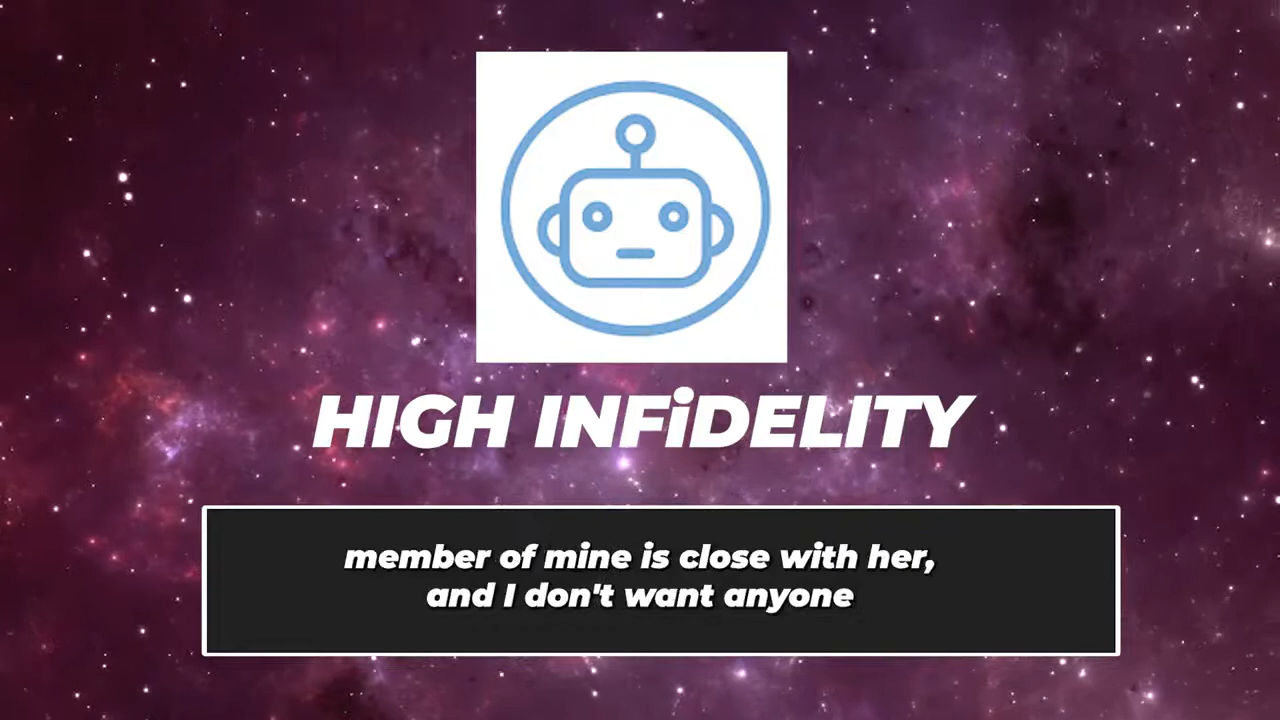 HIGH INFiDELITY
member of mine is close with her,
and I don't want anyone